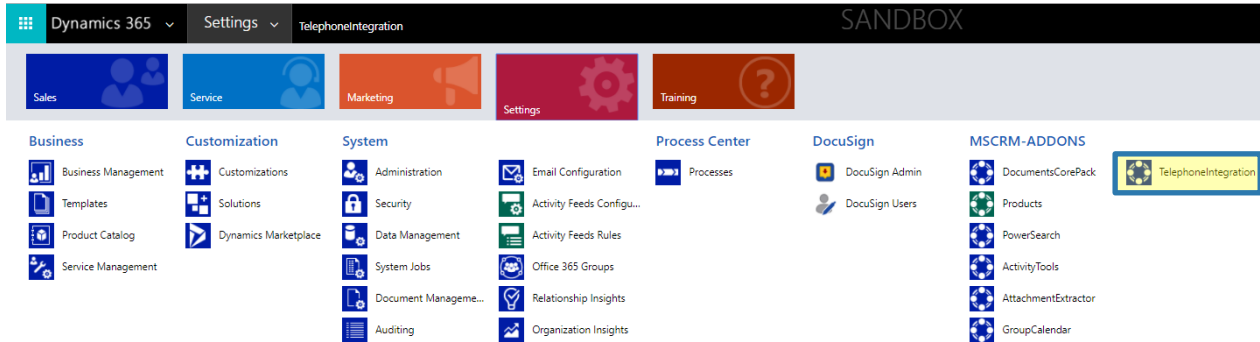 Dynamics 365 Settings TelephoneIntegration SANDBOX
Sales Service Marketing Settings Training
Business Customization System Process Center DocuSign MSCRM-ADDONS
Business Management Customizations Administration Email Configuration Processes DocuSign Admin DocumentsCorePack TelephoneIntegration
Templates Solutions Security Activity Feeds Configu... DocuSign Users Products
Product Catalog Dynamics Marketplace Data Management Activity Feeds Rules PowerSearch
Service Management System Jobs Office 365 Groups ActivityTools
Document Manageme... Relationship Insights AttachmentExtractor
Auditing Organization Insights GroupCalendar